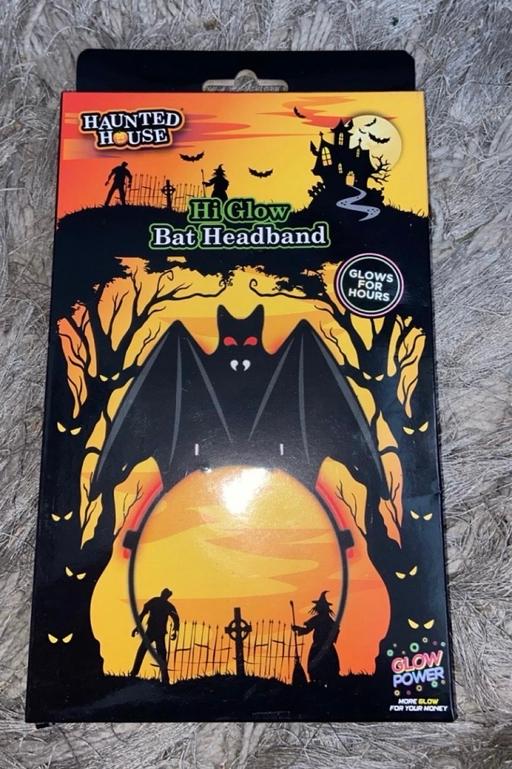 HAUNTED
HOUSE
Hi Glow
Bat Headband
GLOWS
FOR
HOURS
GLOW
POWER
MORE GLOW
FOR YOUR MONEY